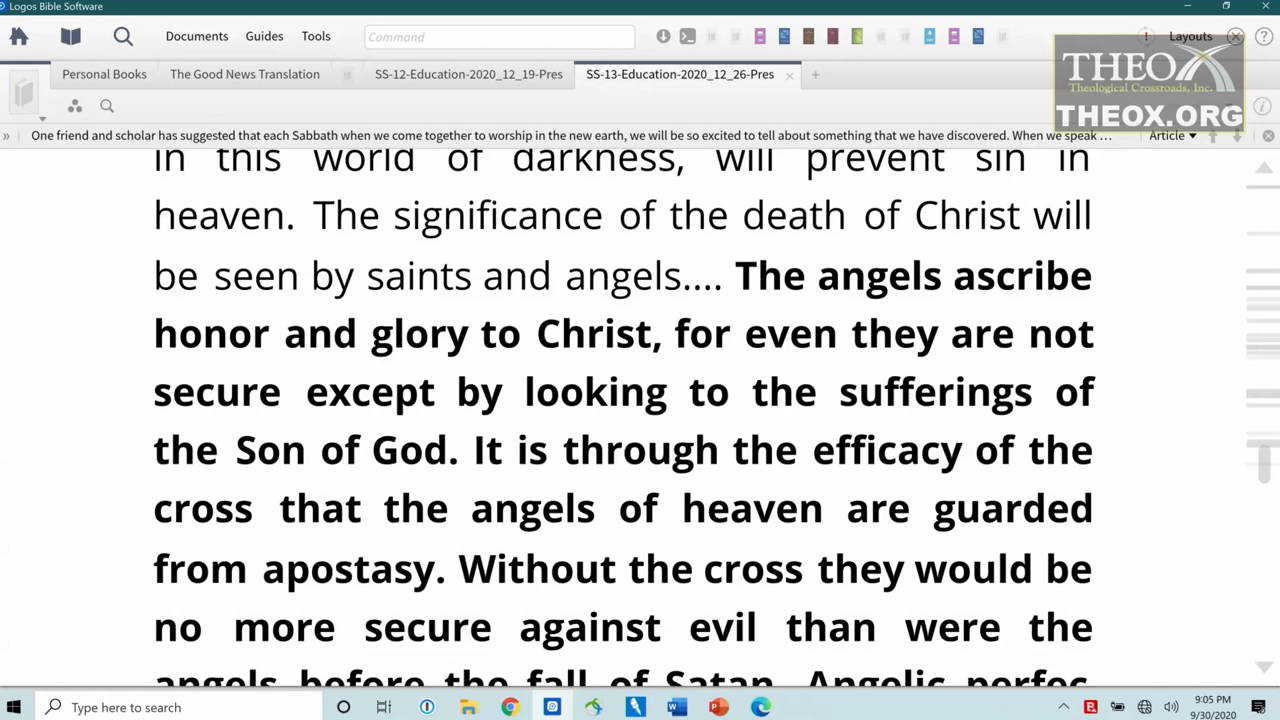 Logos Bible Software
Documents Guides Tools Command Layouts
THEOX
Theological Crossroads, Inc.
THEOX.ORG
Personal Books The Good News Translation SS-12-Education-2020_12_19-Pres SS-13-Education-2020_12_26-Pres
One friend and scholar has suggested that each Sabbath when we come together to worship in the new earth, we will be so excited to tell about something that we have discovered. When we speak ... Article
in this world of darkness, will prevent sin in
heaven. The significance of the death of Christ will
be seen by saints and angels.... The angels ascribe
honor and glory to Christ, for even they are not
secure except by looking to the sufferings of
the Son of God. It is through the efficacy of the
cross that the angels of heaven are guarded
from apostasy. Without the cross they would be
no more secure against evil than were the
angels before the fall of Satan. Angelic perfec
Type here to search
9:05 PM
9/30/2020